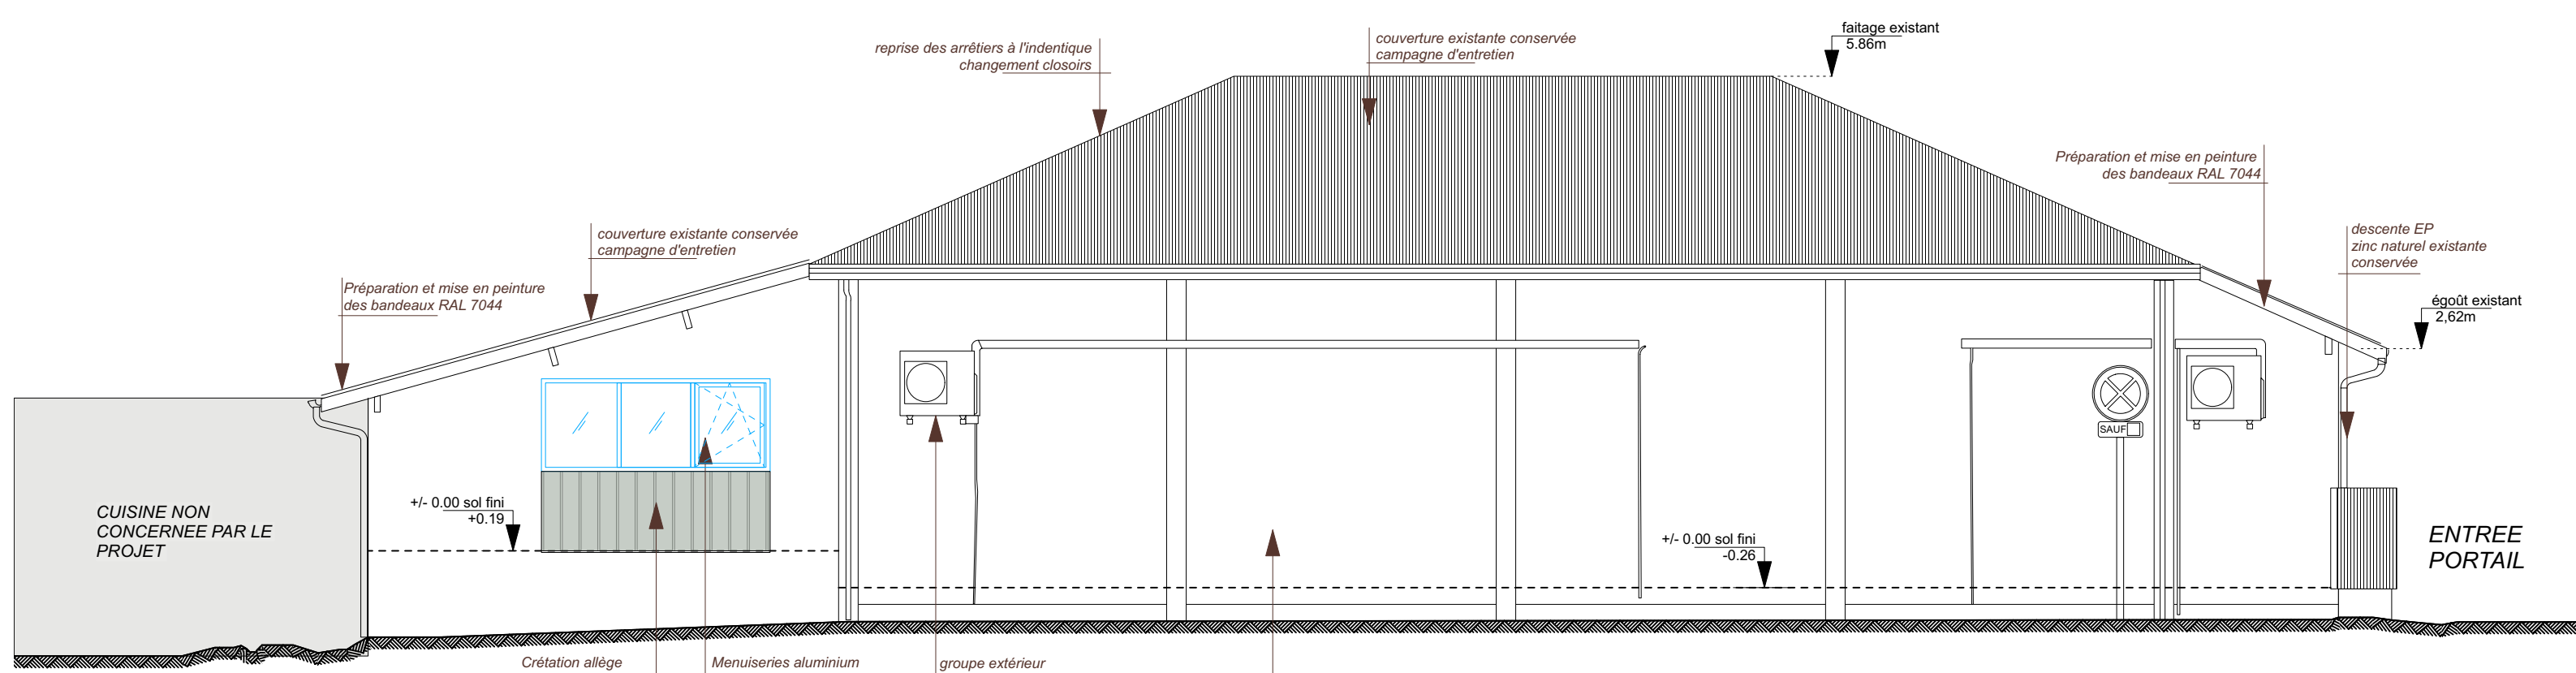 faitage existant
5.86m
reprise des arrêtiers à l'indentique
changement closoirs
couverture existante conservée
campagne d'entretien
Préparation et mise en peinture
des bandeaux RAL 7044
couverture existante conservée
campagne d'entretien
descente EP
zinc naturel existante
conservée
Préparation et mise en peinture
des bandeaux RAL 7044
égoût existant
2,62m
SAUF
CUISINE NON
CONCERNEE PAR LE
PROJET
+/- 0.00 sol fini
+0.19
+/- 0.00 sol fini
-0.26
ENTREE
PORTAIL
Crétation allège
Menuiseries aluminium
groupe extérieur